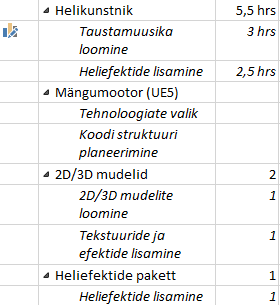 Helikunstnik 5,5 hrs
Taustamuusika 3 hrs
loomine
Heliefektide lisamine 2,5 hrs
Mängumootor (UE5)
Tehnoloogiate valik
Koodi struktuuri
planeerimine
2D/3D mudelid 2
2D/3D mudelite 1
loomine
Tekstuuride ja 1
efektide lisamine
Heliefektide pakett 1
Heliefektide lisamine 1